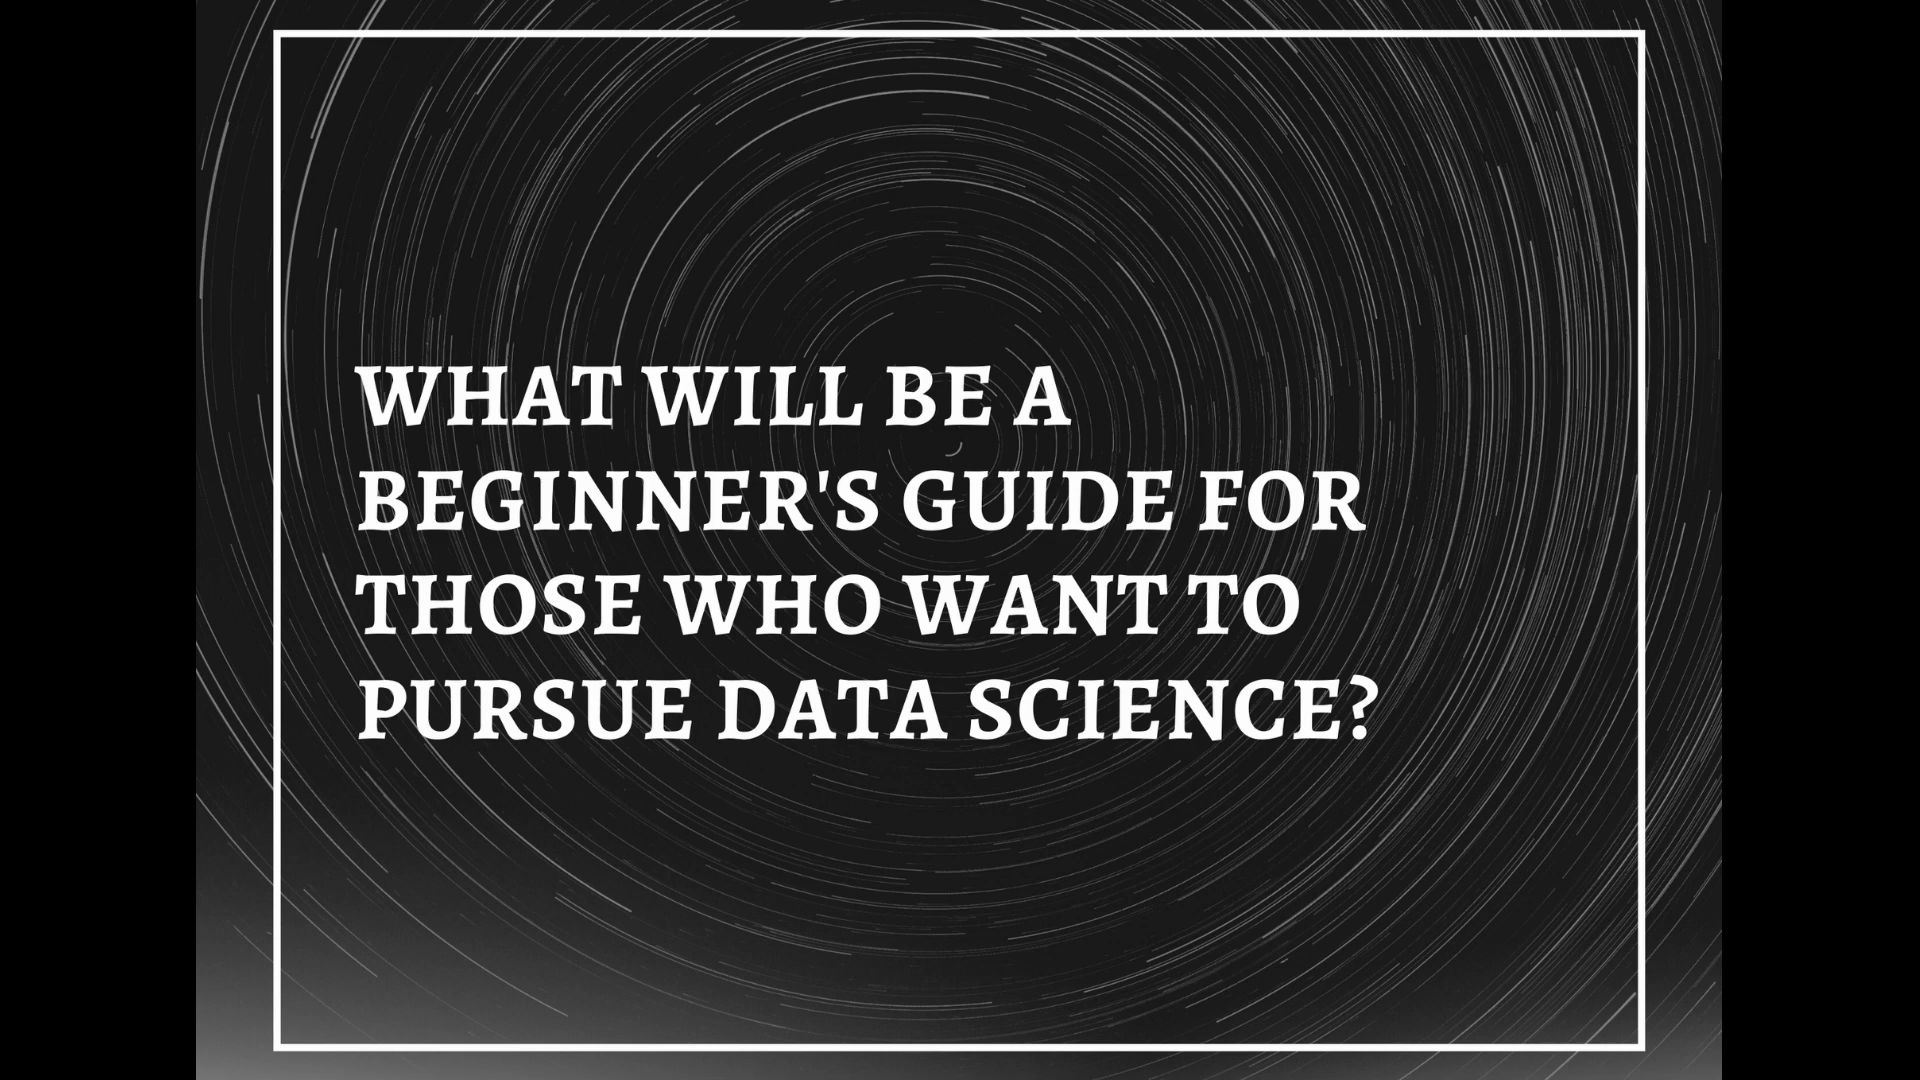 WHAT WILL BE A
BEGINNER'S GUIDE FOR
THOSE WHO WANT TO
PURSUE DATA SCIENCE?